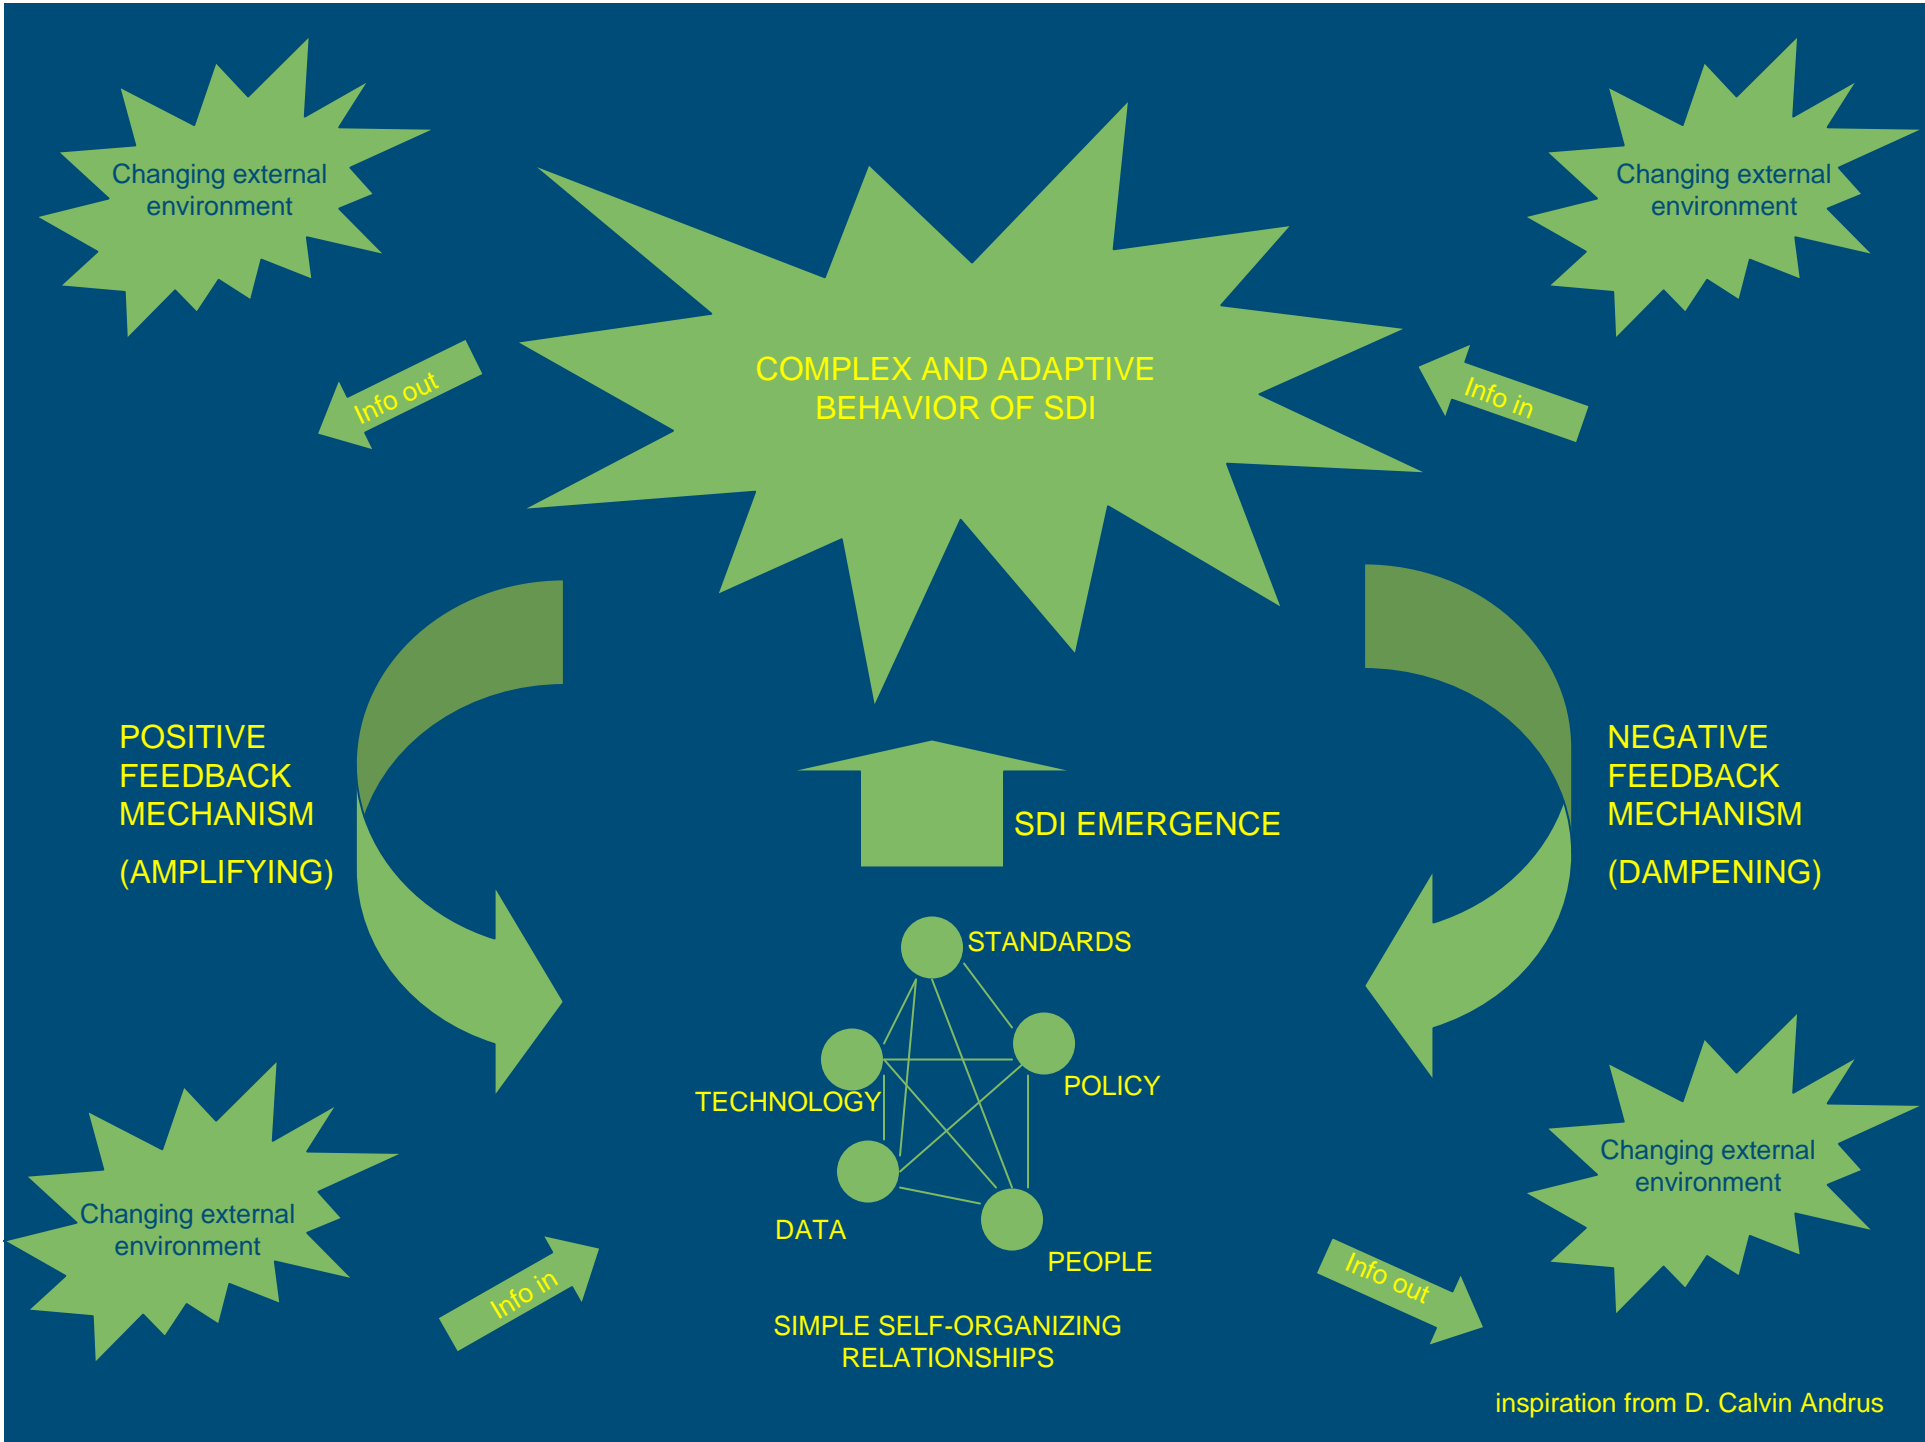 Changing external
environment
Changing external
environment
COMPLEX AND ADAPTIVE
BEHAVIOR OF SDI
Info out
Info in
POSITIVE
FEEDBACK
MECHANISM
(AMPLIFYING)
SDI EMERGENCE
NEGATIVE
FEEDBACK
MECHANISM
(DAMPENING)
STANDARDS
POLICY
TECHNOLOGY
DATA
PEOPLE
Changing external
environment
Changing external
environment
Info in
Info out
SIMPLE SELF-ORGANIZING
RELATIONSHIPS
inspiration from D. Calvin Andrus